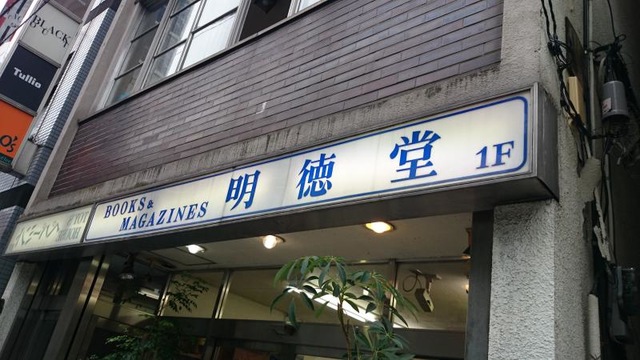 BLACK
Tullio
O's
BOOKS &
MAGAZINES
明徳堂
1F